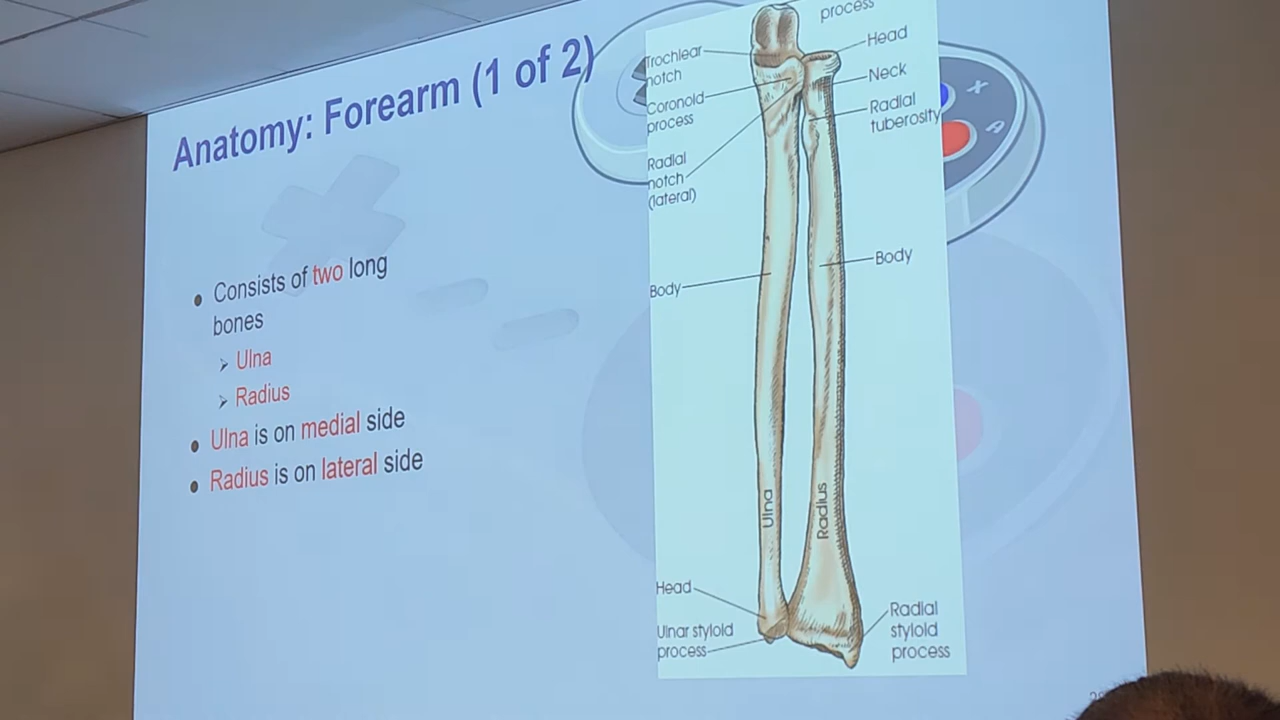 Anatomy: Forearm (1 of 2)
Consists of two long
bones
Ulna
Radius
Ulna is on medial side
Radius is on lateral side
process
Trochlear
notch
Head
Coronoid
process
Neck
Radial
tuberosity
Radial
notch
(lateral)
Body
Body
Ulna
Radius
Head
Ulnar styloid
process
Radial
styloid
process
X
A